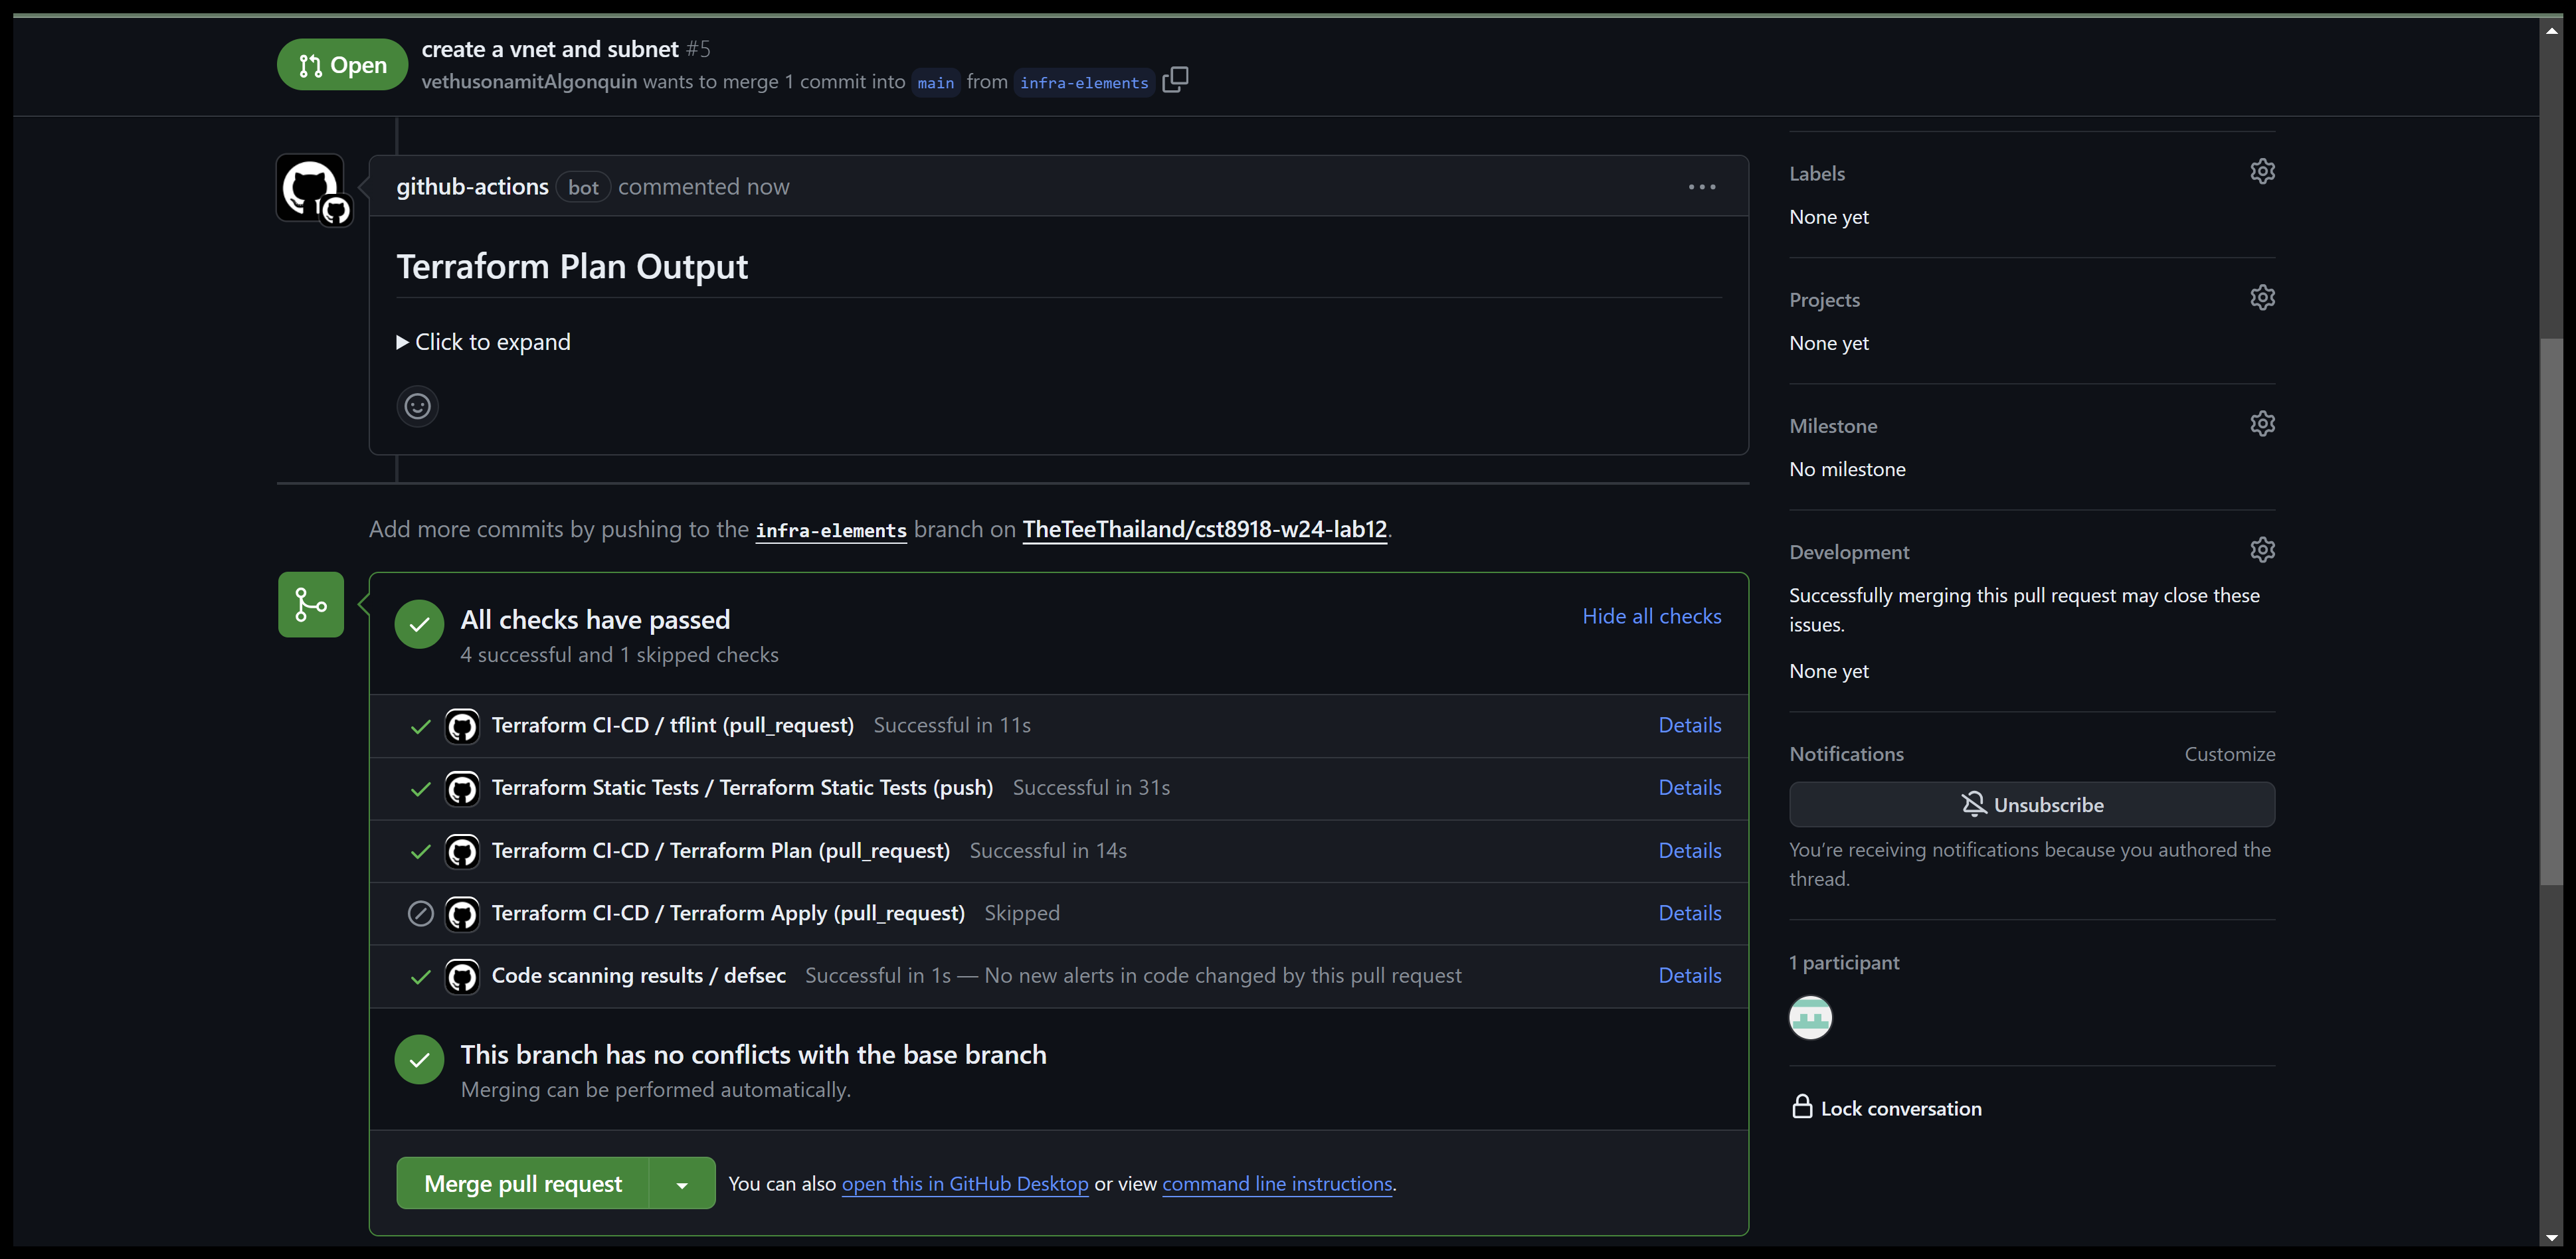 Open
create a vnet and subnet #5
vethusonamitAlgonquin wants to merge 1 commit into main from infra-elements
github-actions bot commented now
Terraform Plan Output
Click to expand
Add more commits by pushing to the infra-elements branch on TheTeeThailand/cst8918-w24-lab12.
All checks have passed
Hide all checks
4 successful and 1 skipped checks
Terraform CI-CD / tflint (pull_request) Successful in 11s Details
Terraform Static Tests / Terraform Static Tests (push) Successful in 31s Details
Terraform CI-CD / Terraform Plan (pull_request) Successful in 14s Details
Terraform CI-CD / Terraform Apply (pull_request) Skipped Details
Code scanning results / defsec Successful in 1s — No new alerts in code changed by this pull request Details
This branch has no conflicts with the base branch
Merging can be performed automatically.
Merge pull request
You can also open this in GitHub Desktop or view command line instructions.
Labels
None yet
Projects
None yet
Milestone
No milestone
Development
Successfully merging this pull request may close these
issues.
None yet
Notifications
Customize
Unsubscribe
You're receiving notifications because you authored the
thread.
1 participant
Lock conversation